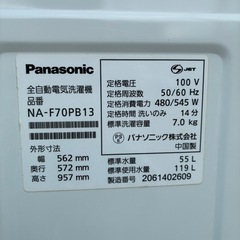 Panasonic
全自動電気洗濯機
品番
NA-F70PB13
外形寸法
幅 562 mm
奥行 572 mm
高さ 957 mm
JET
定格電圧 100 V
定格周波数 50/60 Hz
定格消費電力 480/545 W
標準洗い時間 14分
標準洗濯容量 7.0 kg
パナソニック株式会社
中国製
標準水量 55 L
標準使用水量 119 L
製造番号 2061402609